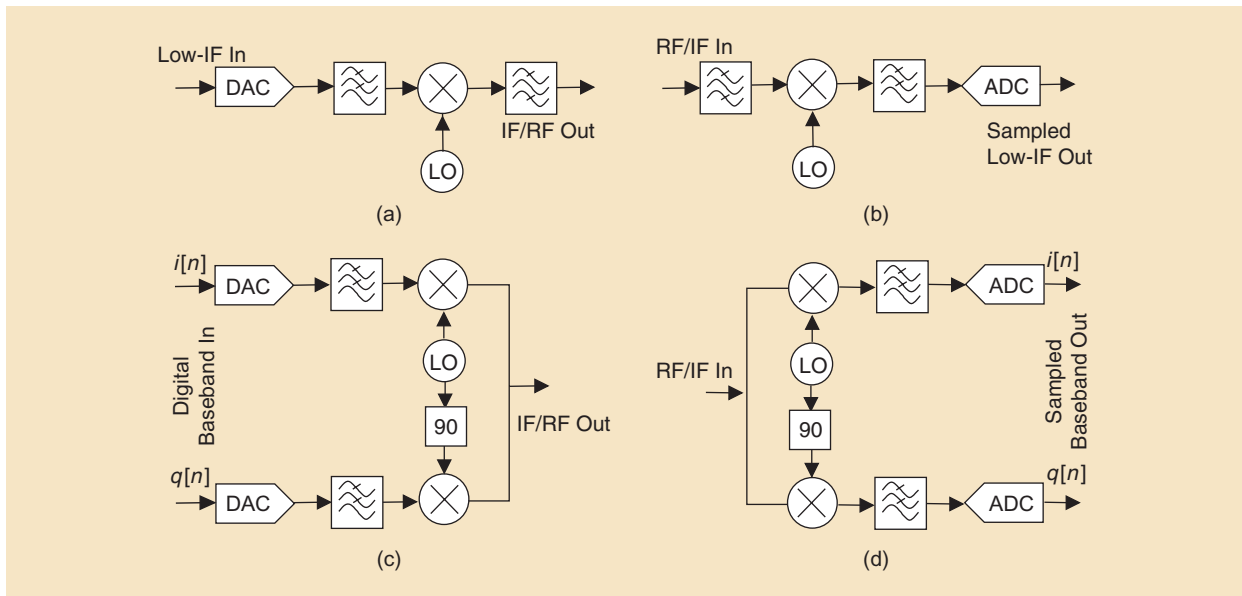 Low-IF In
DAC
LO
IF/RF Out
(a)
RF/IF In
LO
ADC
Sampled
Low-IF Out
(b)
i[n]
DAC
LO
90
Digital
Baseband In
IF/RF Out
q[n]
DAC
(c)
RF/IF In
LO
90
ADC
i[n]
Sampled
Baseband Out
q[n]
ADC
(d)